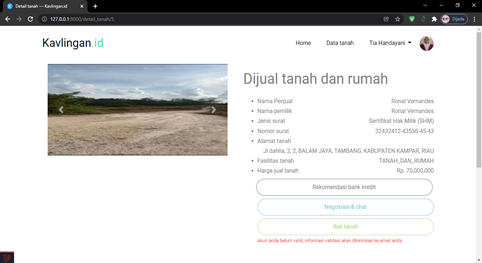 Detail tanah — Kavlingan.id
127.0.0.1:8000/detail_tanah/5
Dijeda
Kavlingan.id
Home
Data tanah
Tia Handayani
Dijual tanah dan rumah
Nama Penjual Ronal Vernandes
Nama pemilik Ronal Vernandes
Jenis surat Sertifikat Hak Milik (SHM)
Nomor surat 32432412-43536-45-43
Alamat tanah
Jl dahlia, 2, 2, BALAM JAYA, TAMBANG, KABUPATEN KAMPAR, RIAU
Fasilitas tanah TANAH_DAN_RUMAH
Harga jual tanah Rp. 70,000,000
Rekomendasi bank kredit
Negosiasi & chat
Beli tanah
Akun anda belum valid, informasi validasi akan dikirimkan ke email anda